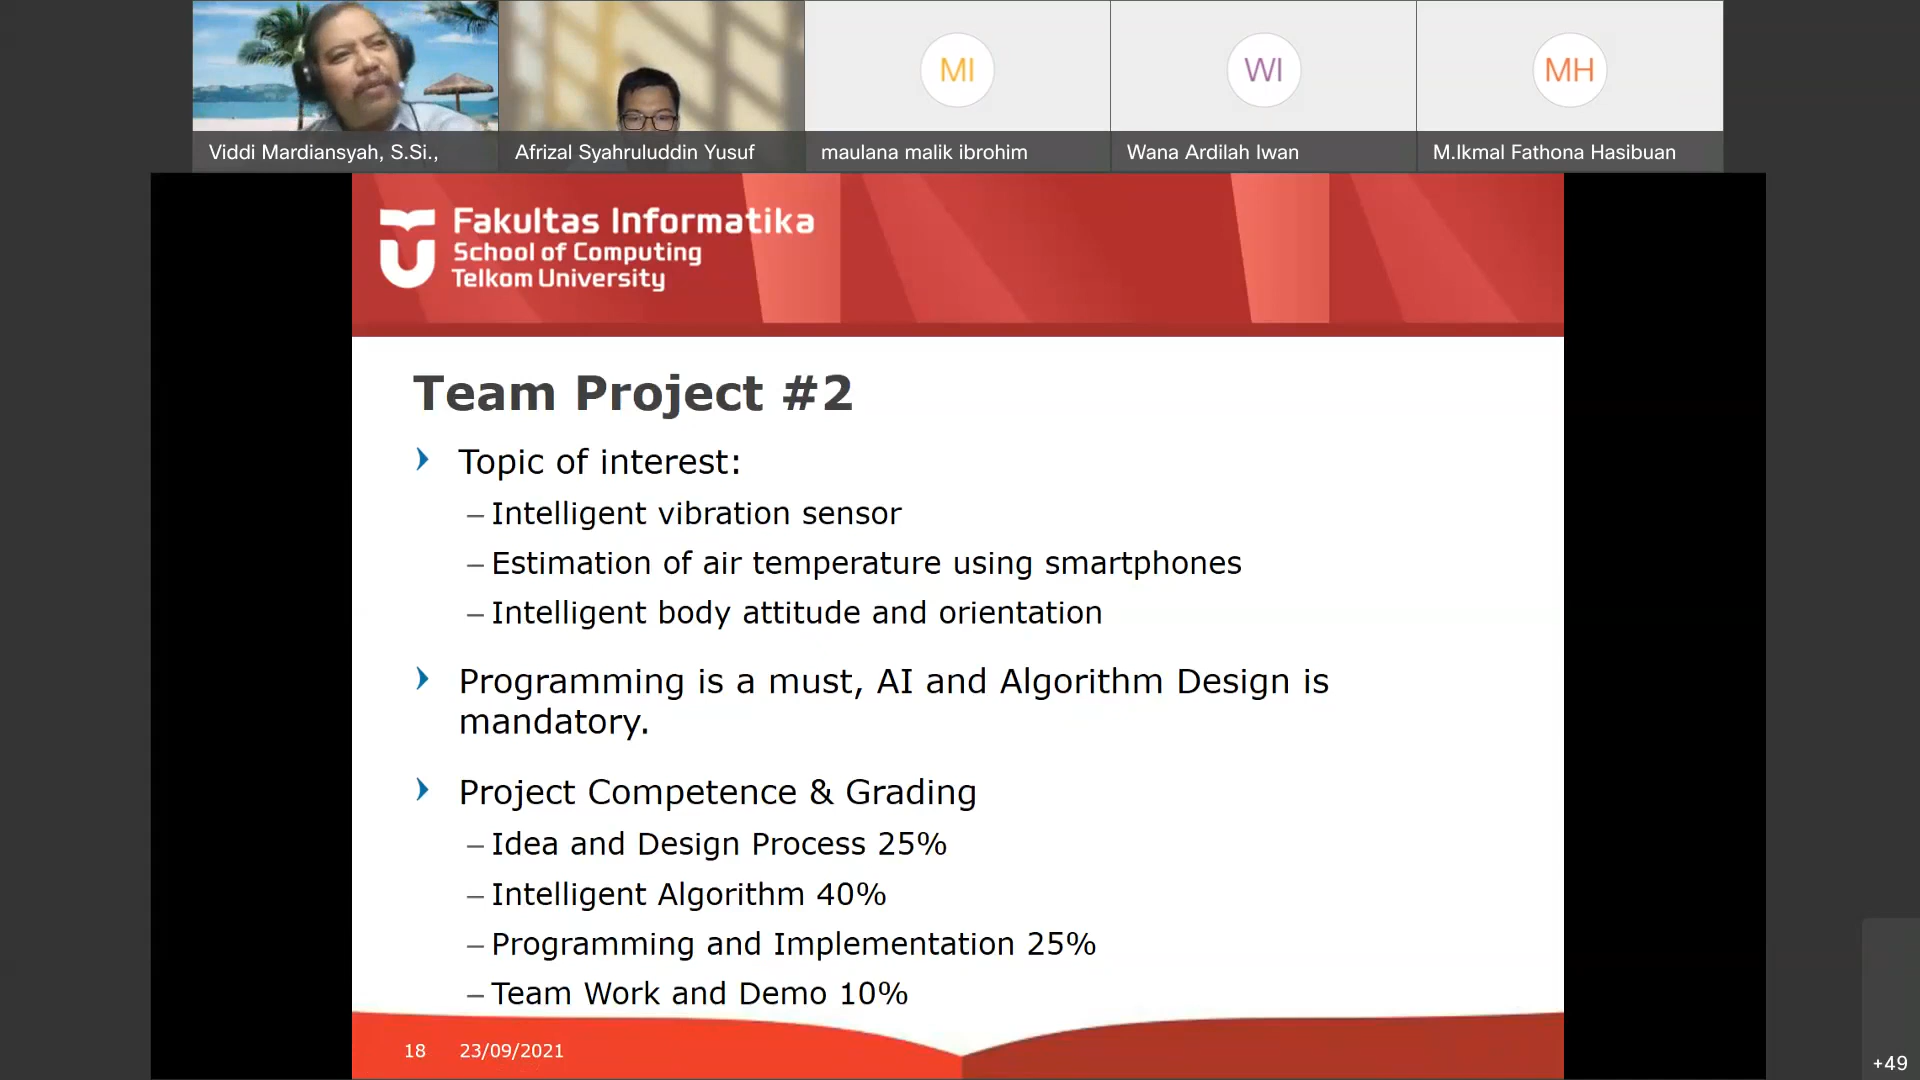 MI
WI
MH
Viddi Mardiansyah, S.Si.,
Afrizal Syahruluddin Yusuf
maulana malik ibrohim
Wana Ardilah Iwan
M.Ikmal Fathona Hasibuan
Fakultas Informatika
School of Computing
Telkom University
Team Project #2
Topic of interest:
– Intelligent vibration sensor
– Estimation of air temperature using smartphones
– Intelligent body attitude and orientation
Programming is a must, AI and Algorithm Design is
mandatory.
Project Competence & Grading
– Idea and Design Process 25%
– Intelligent Algorithm 40%
– Programming and Implementation 25%
– Team Work and Demo 10%
18 23/09/2021
+49